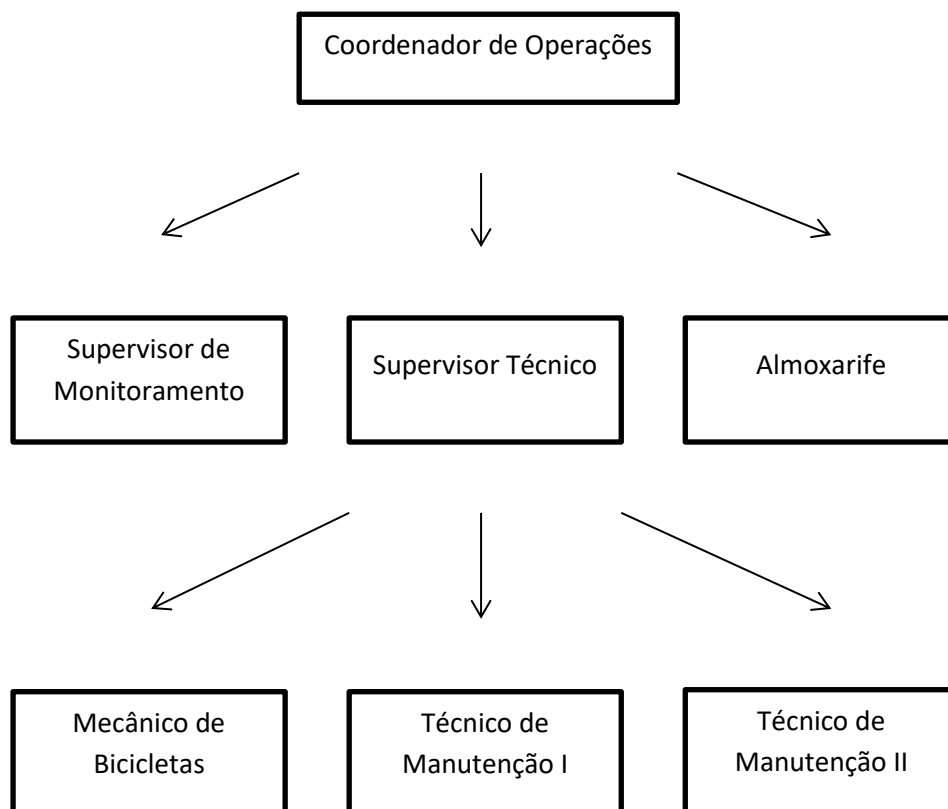 Coordenador de Operações
Supervisor de
Monitoramento
Supervisor Técnico
Almoxarife
Mecânico de
Bicicletas
Técnico de
Manutenção I
Técnico de
Manutenção II